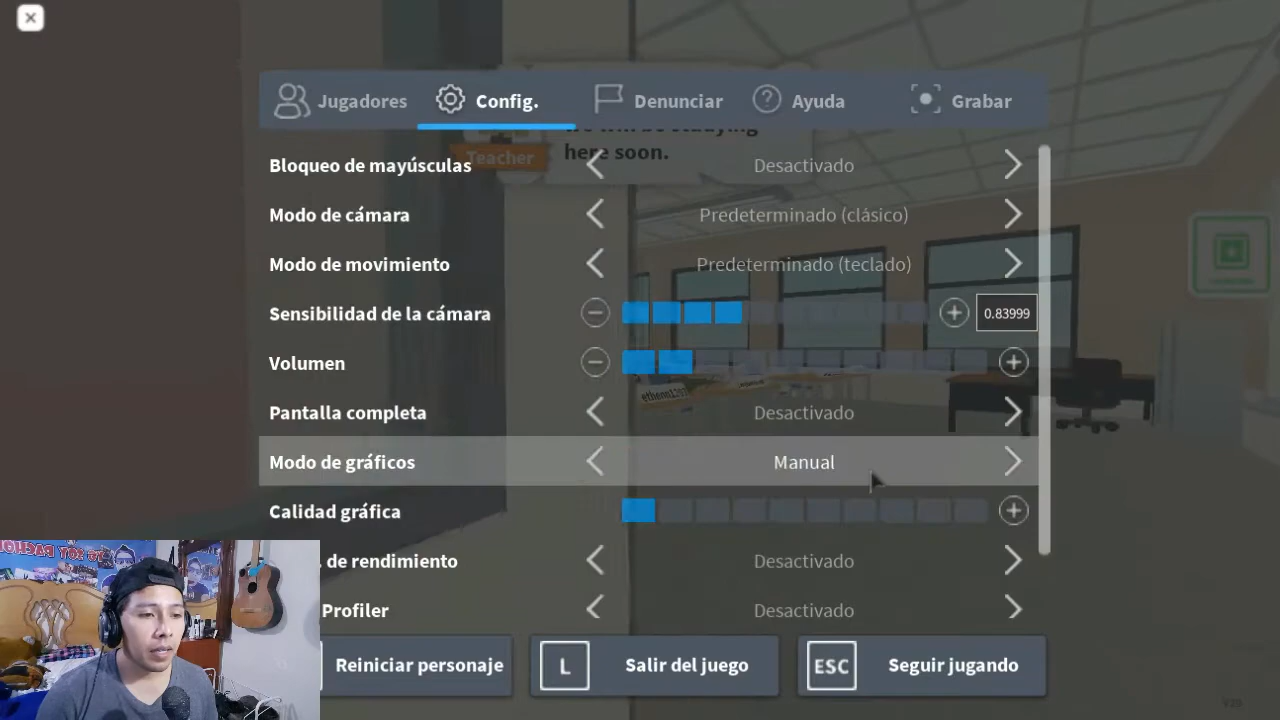 Jugadores
Config.
Denunciar
Ayuda
Grabar
Teacher
here soon.
Bloqueo de mayúsculas
Desactivado
Modo de cámara
Predeterminado (clásico)
Modo de movimiento
Predeterminado (teclado)
Sensibilidad de la cámara
0.83999
Volumen
Pantalla completa
Desactivado
Modo de gráficos
Manual
Calidad gráfica
de rendimiento
Desactivado
Profiler
Desactivado
Reiniciar personaje
L
Salir del juego
ESC
Seguir jugando